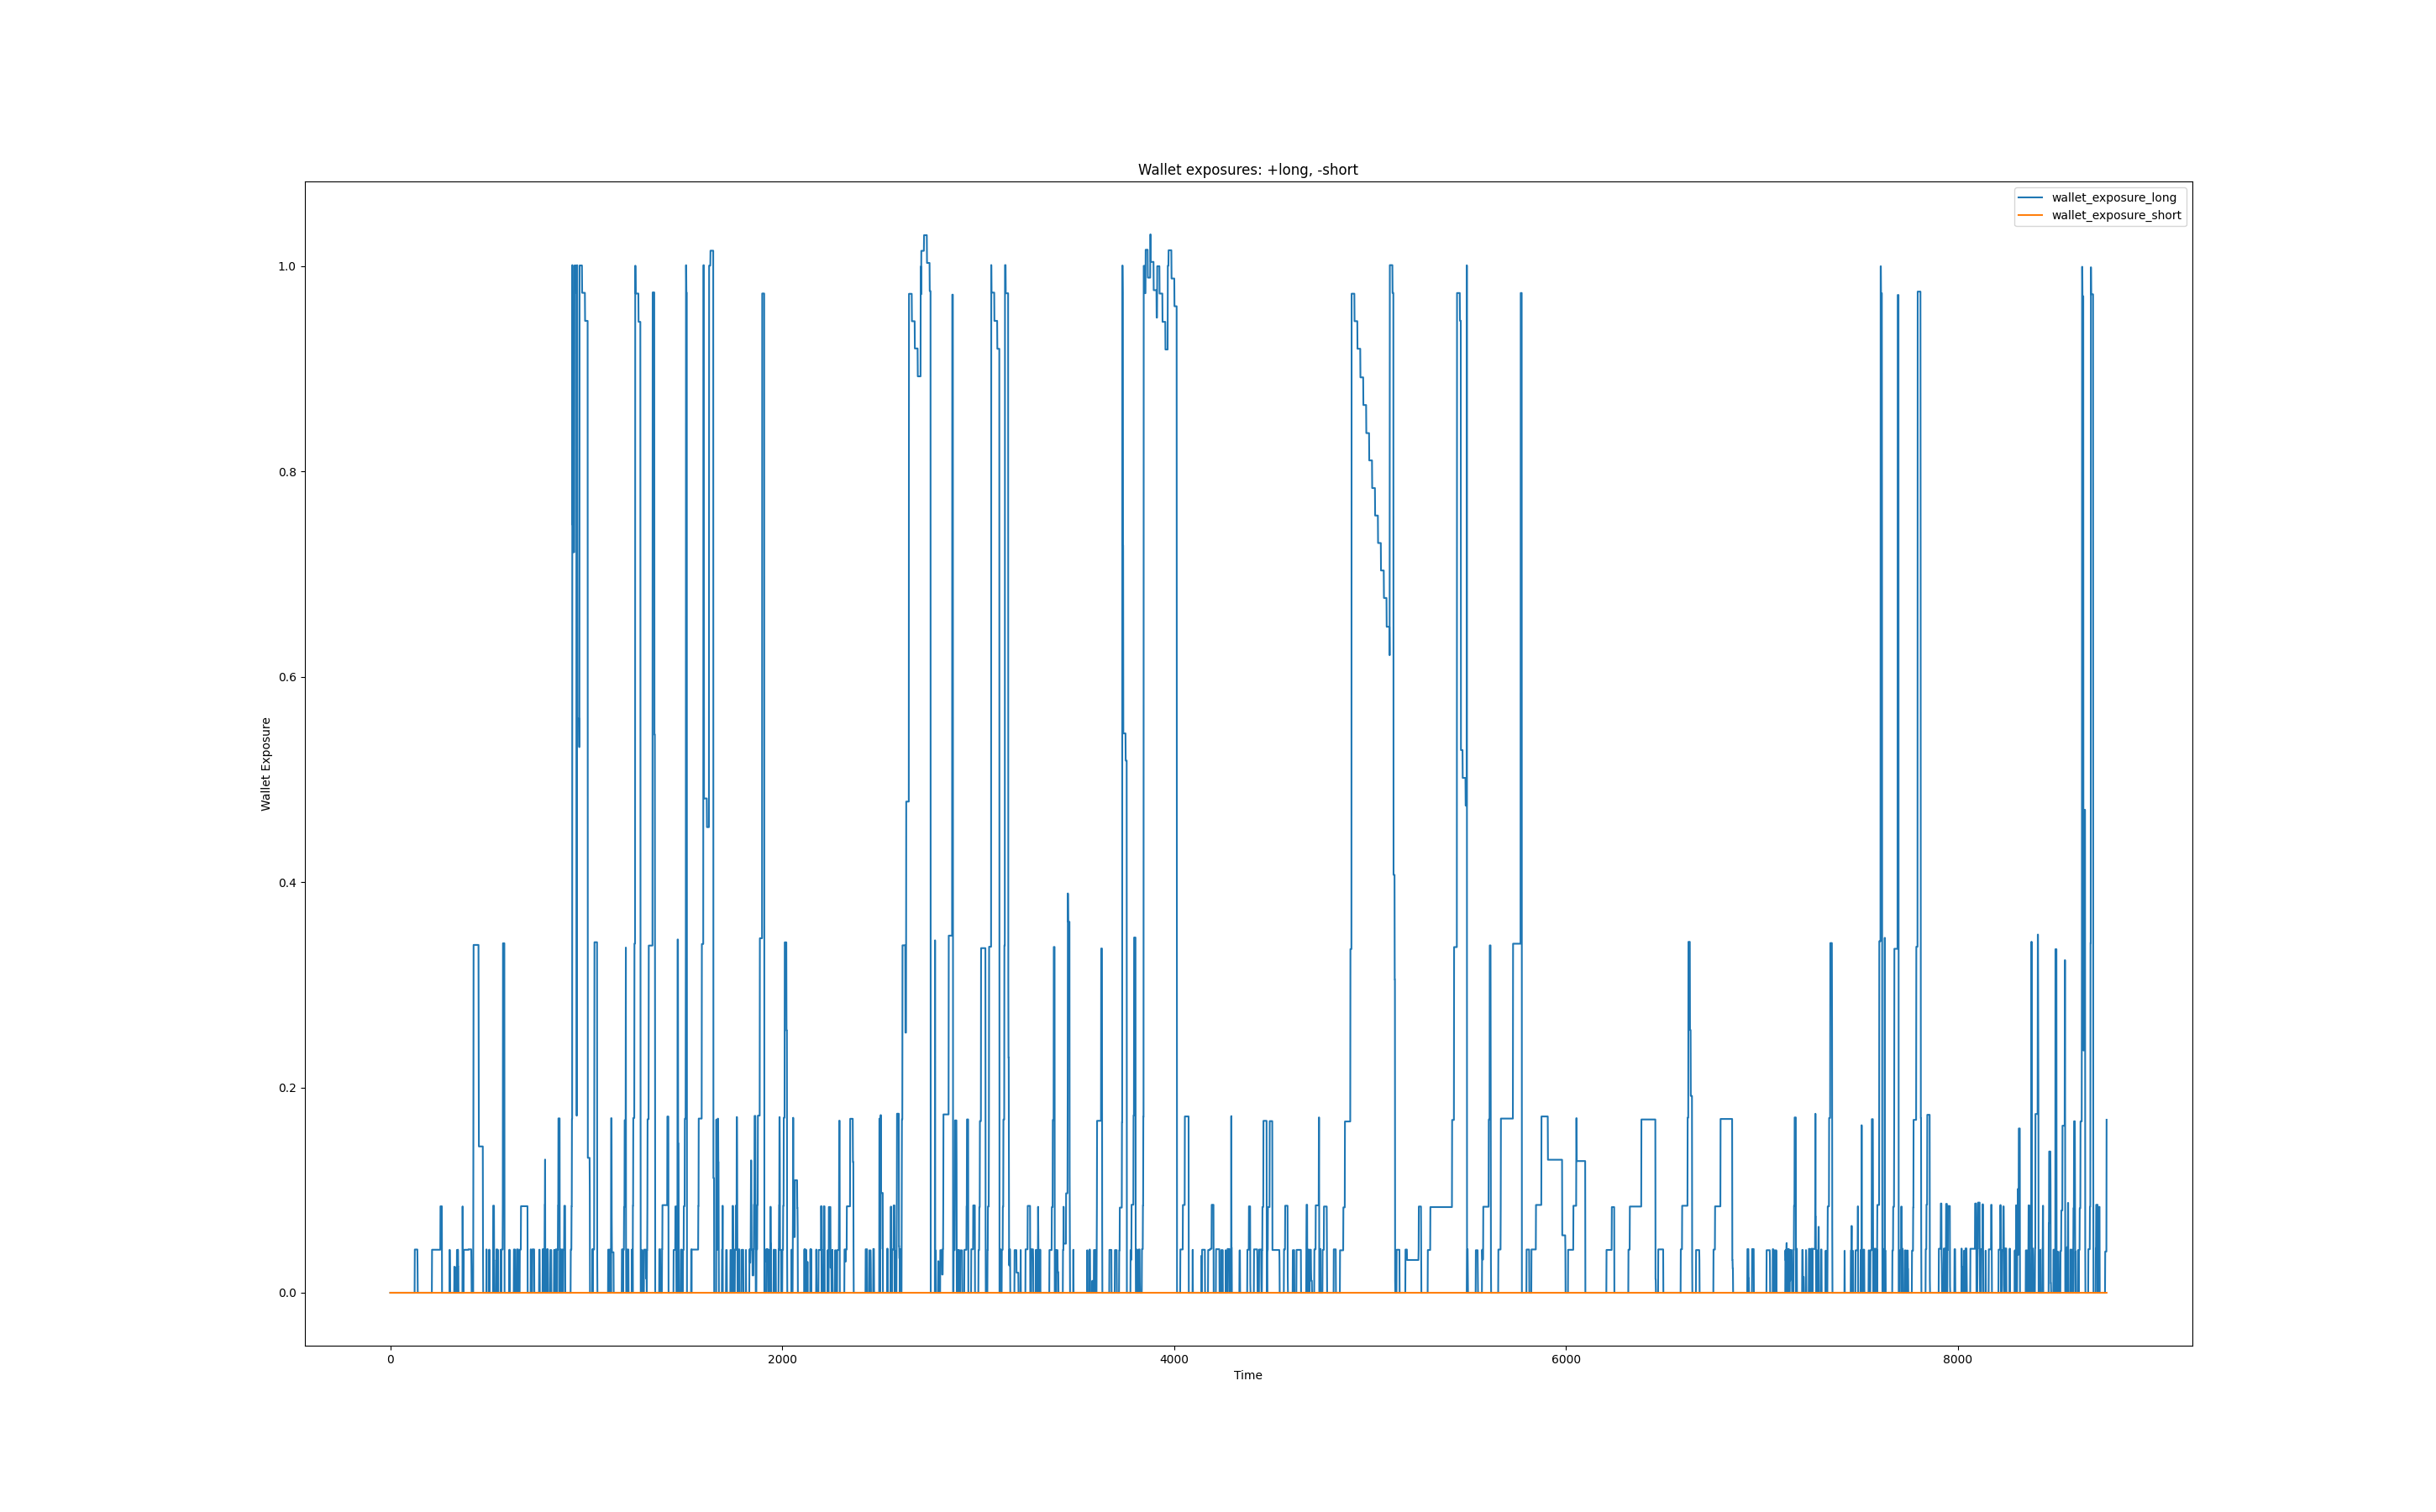 Wallet exposures: +long, -short
wallet_exposure_long
wallet_exposure_short
1.0
0.8
0.6
Wallet Exposure
0.4
0.2
0.0
0 2000 4000 6000 8000
Time